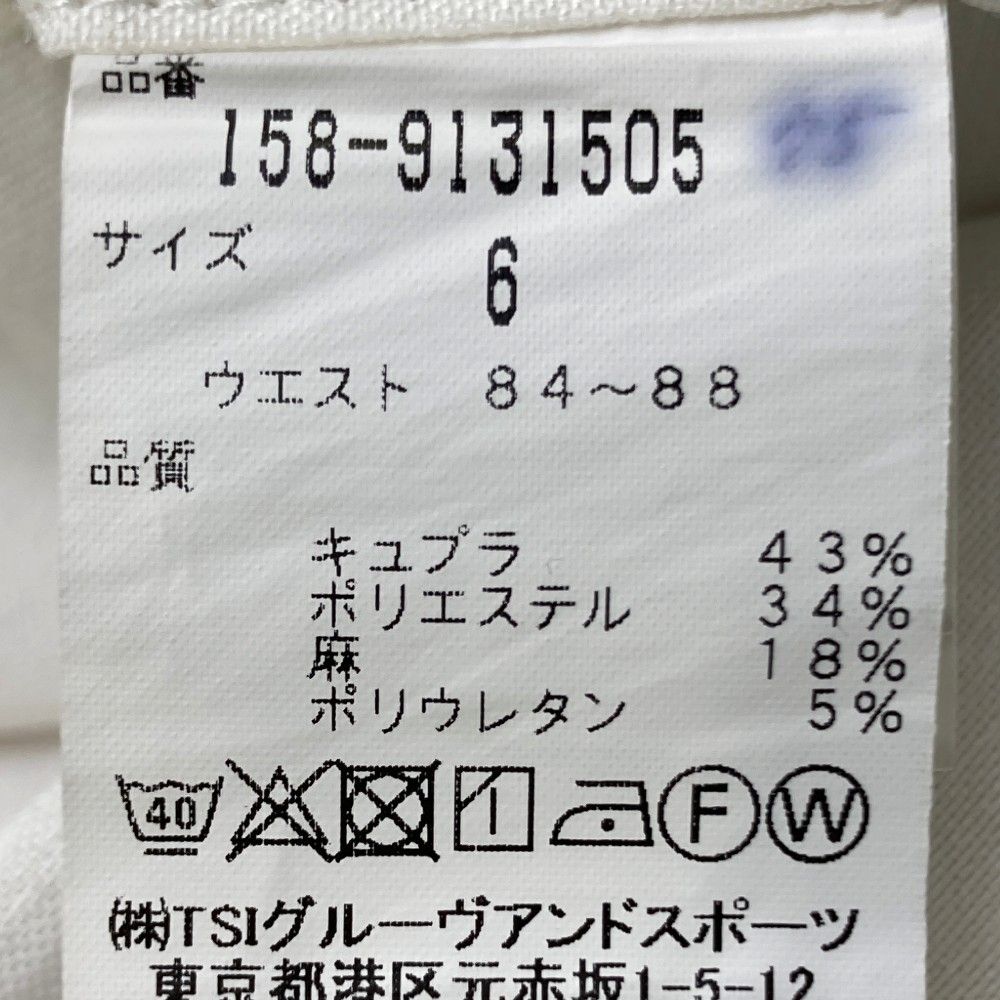 品番
158-9131505
サイズ
6
ウエスト 84～88
品質
キュプラ 43%
ポリエステル 34%
麻 18%
ポリウレタン 5%
40 F W
㈱TSIグルーヴアンドスポーツ
東京都港区元赤坂1-5-12